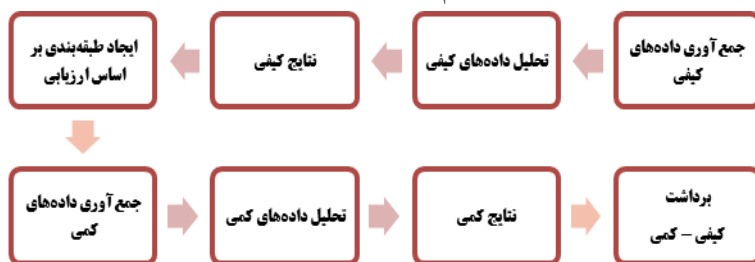 جمع‌آوری داده‌های
کیفی
تحلیل داده‌های کیفی
نتایج کیفی
ایجاد طبقه‌بندی بر
اساس ارزیابی
جمع‌آوری داده‌های
کمی
تحلیل داده‌های کمی
نتایج کمی
برداشت
کیفی – کمی